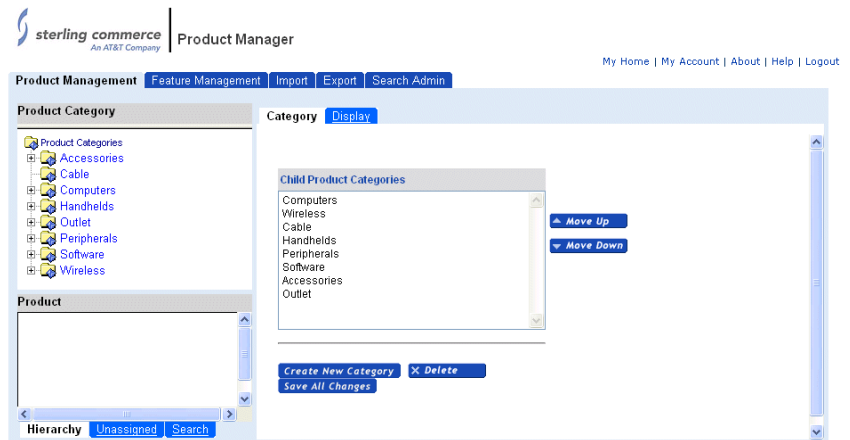 sterling commerce
An AT&T Company
Product Manager
My Home | My Account | About | Help | Logout
Product Management Feature Management Import Export Search Admin
Product Category
Product Categories
Accessories
Cable
Computers
Handhelds
Outlet
Peripherals
Software
Wireless
Product
Hierarchy Unassigned Search
Category Display
Child Product Categories
Computers
Wireless
Cable
Handhelds
Peripherals
Software
Accessories
Outlet
Move Up
Move Down
Create New Category X Delete
Save All Changes